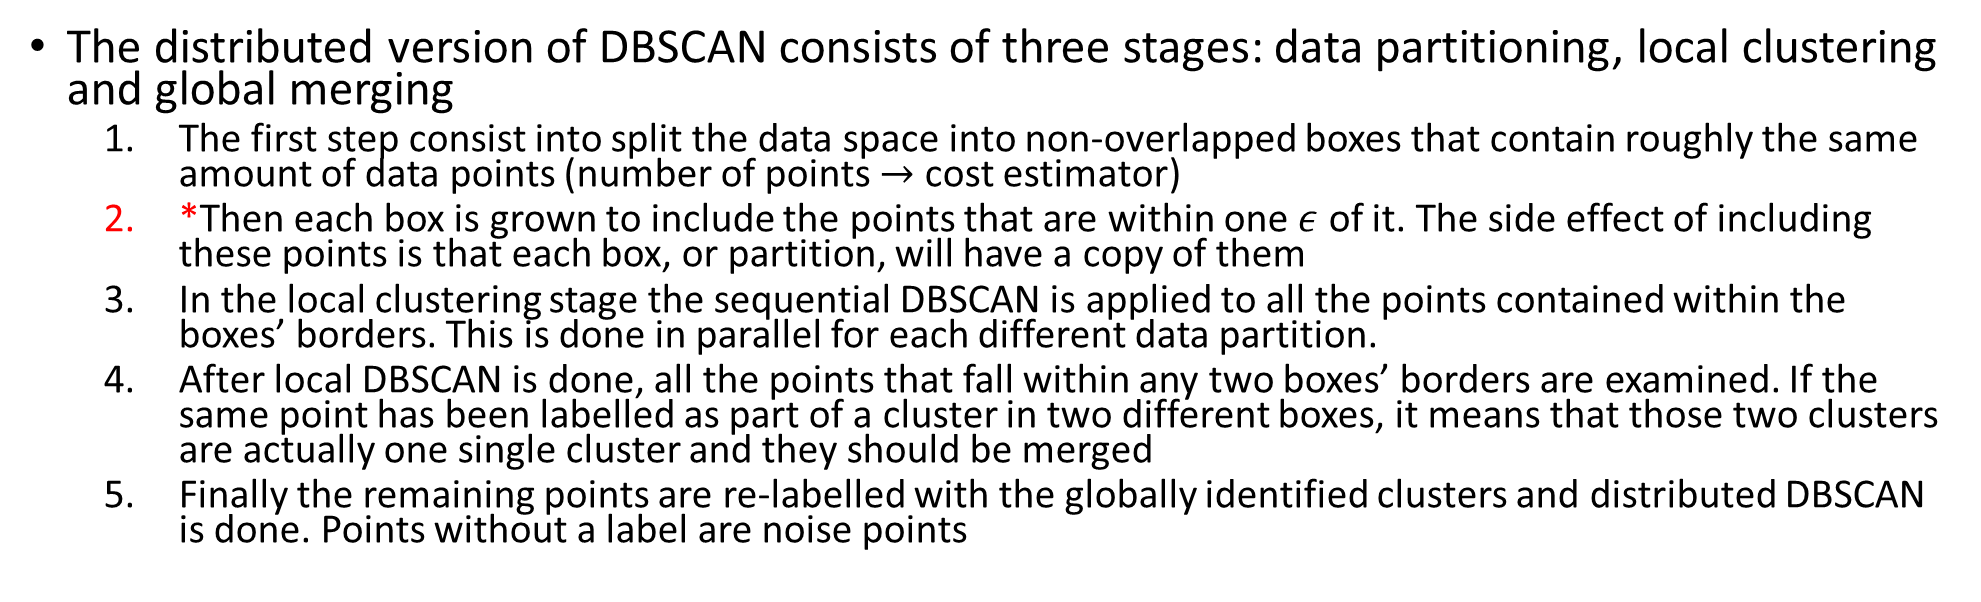 • The distributed version of DBSCAN consists of three stages: data partitioning, local clustering
and global merging
1. The first step consist into split the data space into non-overlapped boxes that contain roughly the same
amount of data points (number of points → cost estimator)
2. *Then each box is grown to include the points that are within one ϵ of it. The side effect of including
these points is that each box, or partition, will have a copy of them
3. In the local clustering stage the sequential DBSCAN is applied to all the points contained within the
boxes’ borders. This is done in parallel for each different data partition.
4. After local DBSCAN is done, all the points that fall within any two boxes’ borders are examined. If the
same point has been labelled as part of a cluster in two different boxes, it means that those two clusters
are actually one single cluster and they should be merged
5. Finally the remaining points are re-labelled with the globally identified clusters and distributed DBSCAN
is done. Points without a label are noise points